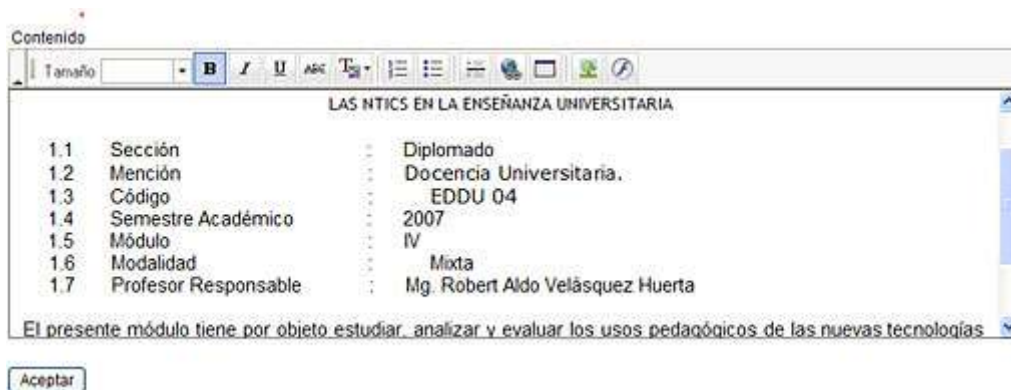 *
Contenido
Tamaño B I U ABC
LAS NTICS EN LA ENSEÑANZA UNIVERSITARIA
1.1 Sección : Diplomado
1.2 Mención : Docencia Universitaria.
1.3 Código : EDDU 04
1.4 Semestre Académico : 2007
1.5 Módulo : IV
1.6 Modalidad : Mixta
1.7 Profesor Responsable : Mg. Robert Aldo Velásquez Huerta
El presente módulo tiene por objeto estudiar, analizar y evaluar los usos pedagógicos de las nuevas tecnologías
Aceptar